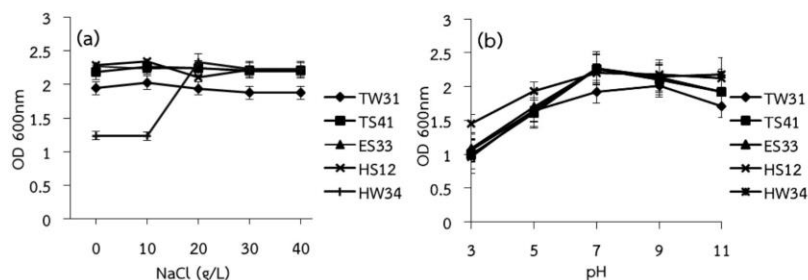 (a)
OD 600nm
3
2.5
2
1.5
1
0.5
0
0 10 20 30 40
NaCl (g/L)
TW31
TS41
ES33
HS12
HW34
(b)
OD 600nm
3
2.5
2
1.5
1
0.5
0
3 5 7 9 11
pH
TW31
TS41
ES33
HS12
HW34